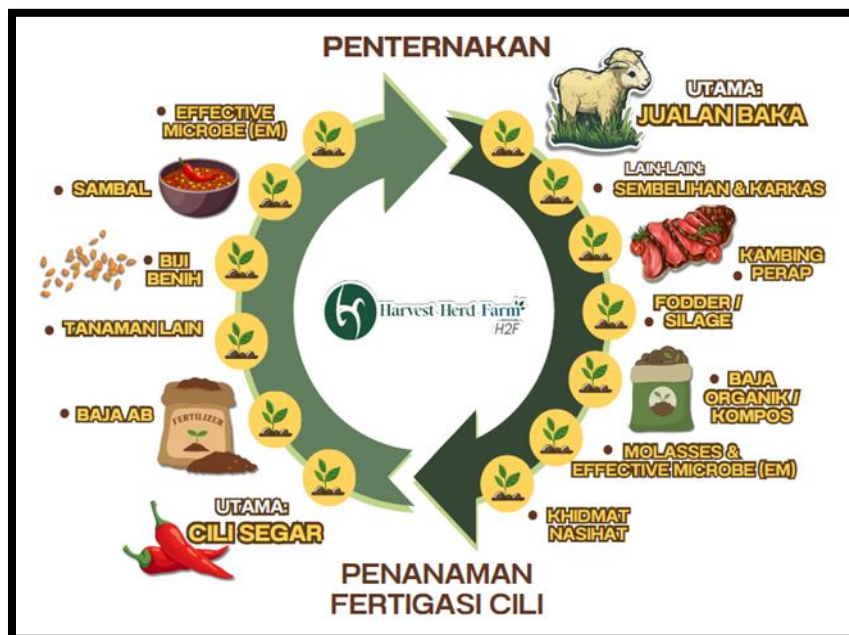 PENTERNAKAN
UTAMA:
JUALAN BAKA
LAIN-LAIN:
SEMBELIHAN & KARKAS
KAMBING
PERAP
FODDER /
SILAGE
BAJA
ORGANIK /
KOMPOS
MOLASSES &
EFFECTIVE MICROBE (EM)
KHIDMAT
NASIHAT
PENANAMAN
FERTIGASI CILI
UTAMA:
CILI SEGAR
BAJA AB
FERTILIZER
TANAMAN LAIN
BIJI
BENIH
SAMBAL
EFFECTIVE
MICROBE (EM)
Harvest Herd Farm
H2F